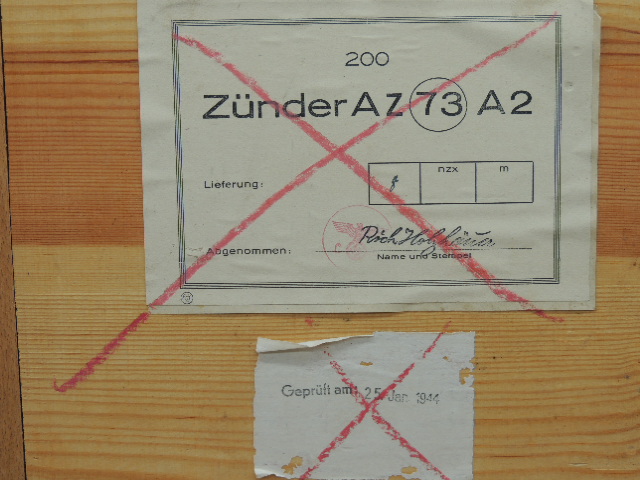 200
Zünder AZ 73 A2
Lieferung:
nzx
m
Abgenommen:
Name und Stempel
Geprüft am: 25. Jan. 1944